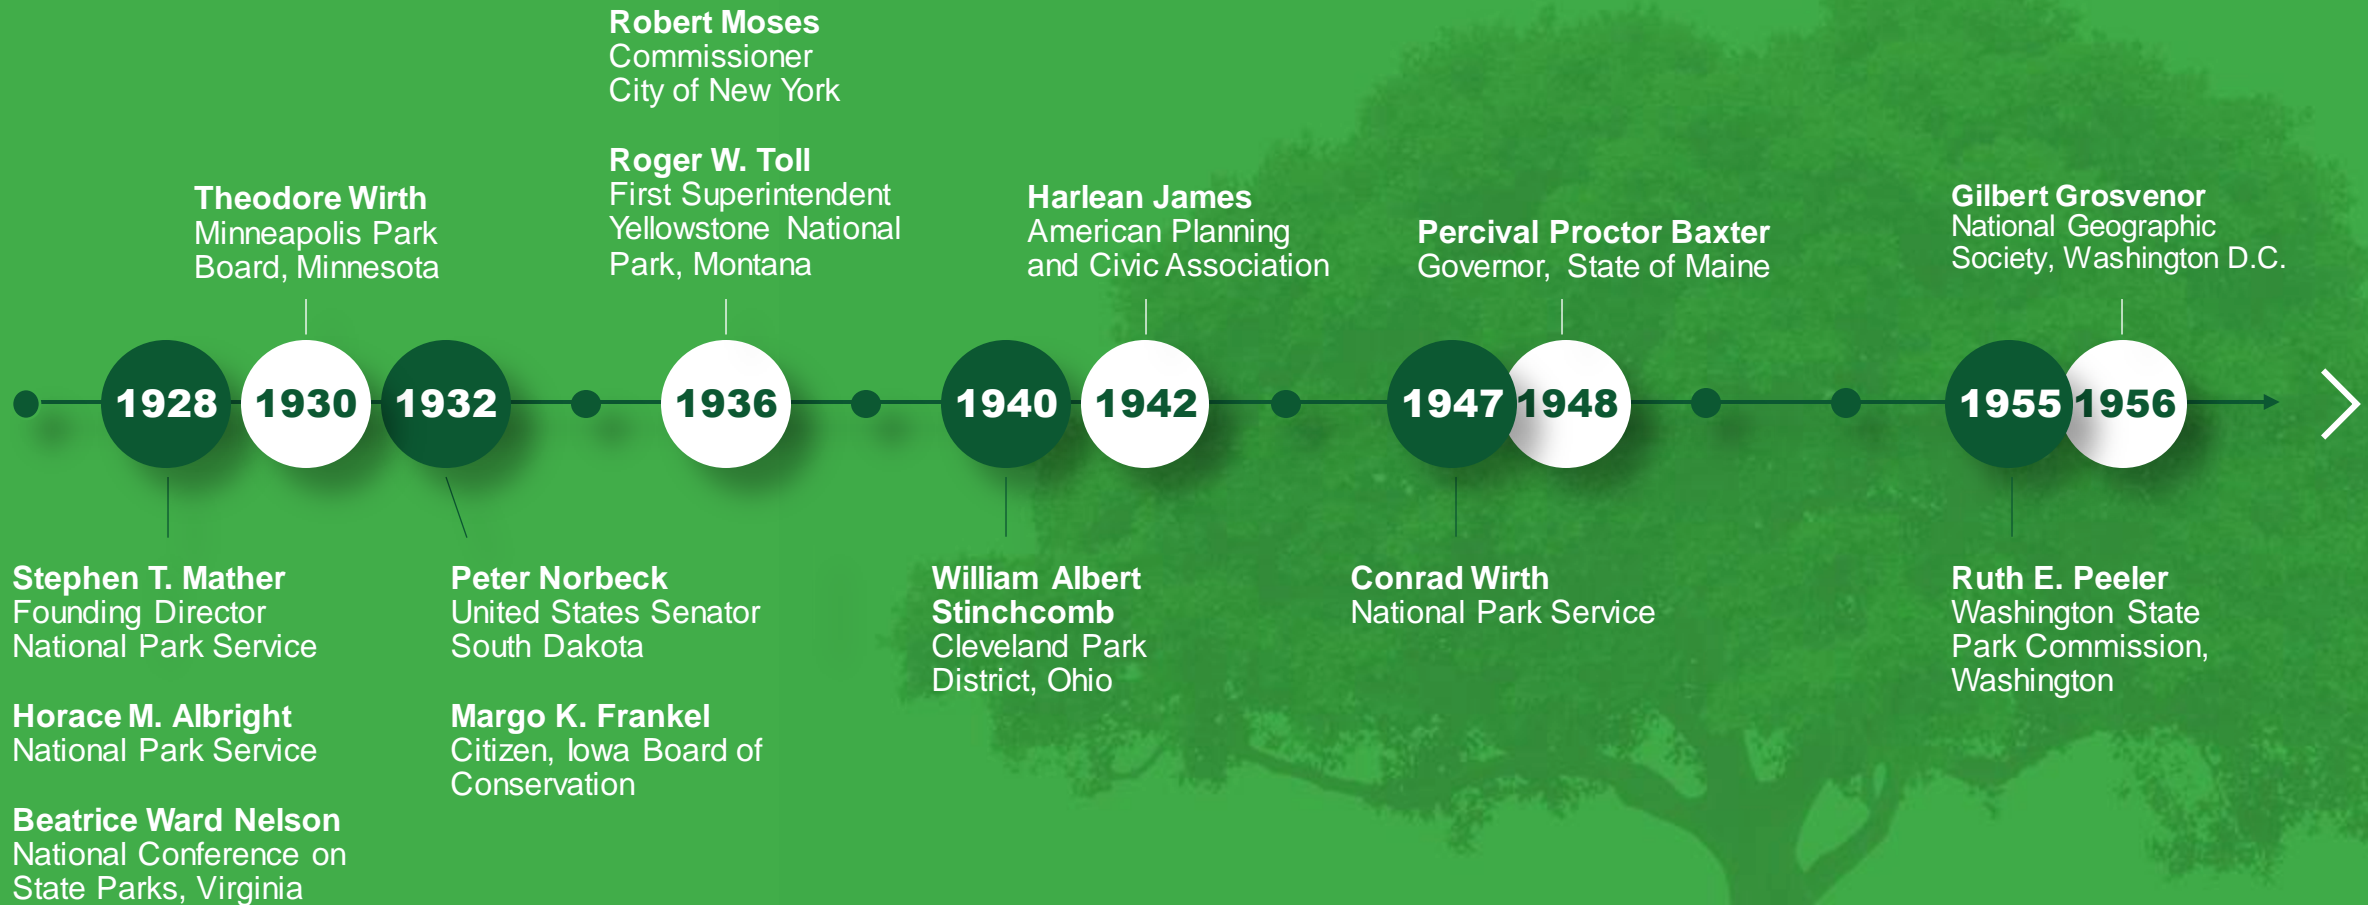 Robert Moses
Commissioner
City of New York
Roger W. Toll
First Superintendent
Yellowstone National
Park, Montana
Theodore Wirth
Minneapolis Park
Board, Minnesota
Harlean James
American Planning
and Civic Association
Percival Proctor Baxter
Governor, State of Maine
Gilbert Grosvenor
National Geographic
Society, Washington D.C.
1928 1930 1932 1936 1940 1942 1947 1948 1955 1956
Stephen T. Mather
Founding Director
National Park Service
Horace M. Albright
National Park Service
Beatrice Ward Nelson
National Conference on
State Parks, Virginia
Peter Norbeck
United States Senator
South Dakota
Margo K. Frankel
Citizen, Iowa Board of
Conservation
William Albert
Stinchcomb
Cleveland Park
District, Ohio
Conrad Wirth
National Park Service
Ruth E. Peeler
Washington State
Park Commission,
Washington